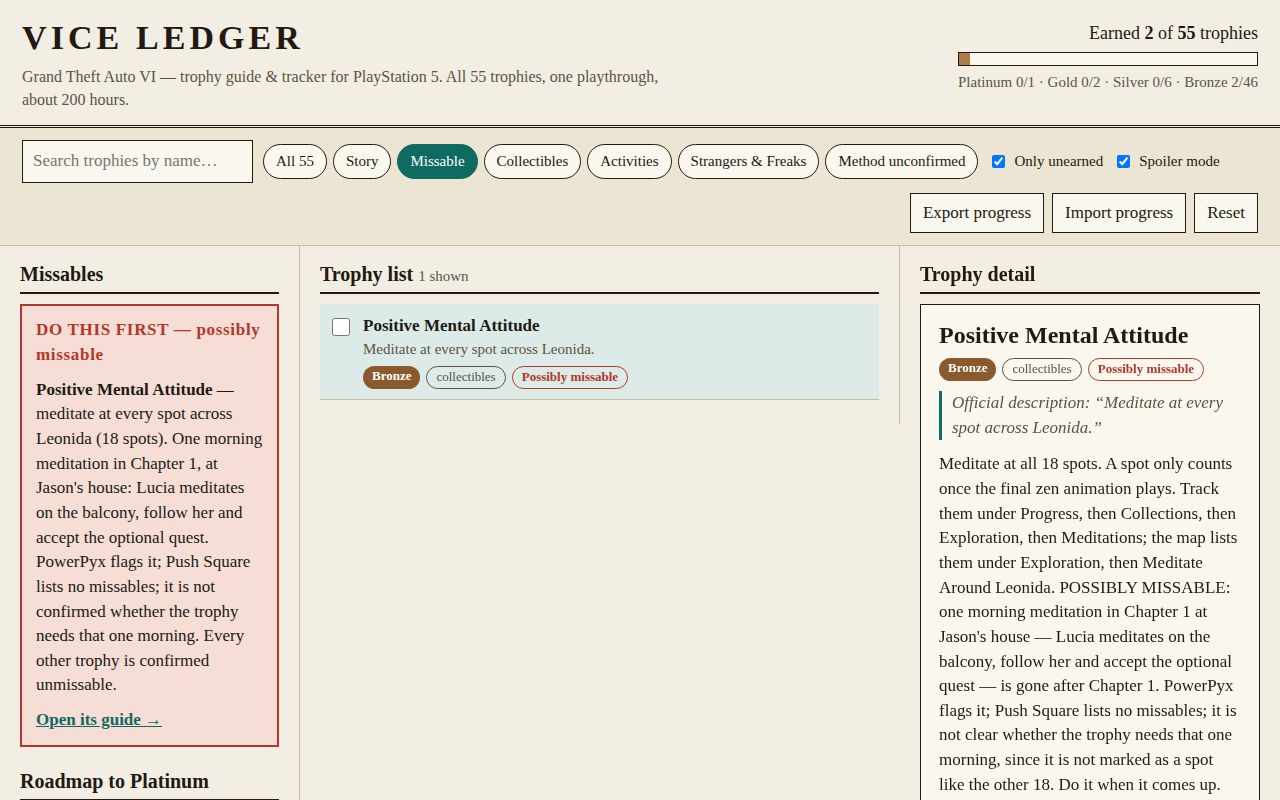 VICE LEDGER
Grand Theft Auto VI — trophy guide & tracker for PlayStation 5. All 55 trophies, one playthrough,
about 200 hours.
Earned 2 of 55 trophies
Platinum 0/1 · Gold 0/2 · Silver 0/6 · Bronze 2/46
Search trophies by name…
All 55
Story
Missable
Collectibles
Activities
Strangers & Freaks
Method unconfirmed
Only unearned
Spoiler mode
Export progress
Import progress
Reset
Missables
DO THIS FIRST — possibly
missable
Positive Mental Attitude —
meditate at every spot across
Leonida (18 spots). One morning
meditation in Chapter 1, at
Jason's house: Lucia meditates
on the balcony, follow her and
accept the optional quest.
PowerPyx flags it; Push Square
lists no missables; it is not
confirmed whether the trophy
needs that one morning. Every
other trophy is confirmed
unmissable.
Open its guide →
Roadmap to Platinum
Trophy list 1 shown
Positive Mental Attitude
Meditate at every spot across Leonida.
Bronze
collectibles
Possibly missable
Trophy detail
Positive Mental Attitude
Bronze
collectibles
Possibly missable
Official description: “Meditate at every
spot across Leonida.”
Meditate at all 18 spots. A spot only counts
once the final zen animation plays. Track
them under Progress, then Collections, then
Exploration, then Meditations; the map lists
them under Exploration, then Meditate
Around Leonida. POSSIBLY MISSABLE:
one morning meditation in Chapter 1 at
Jason's house — Lucia meditates on the
balcony, follow her and accept the optional
quest — is gone after Chapter 1. PowerPyx
flags it; Push Square lists no missables; it is
not clear whether the trophy needs that one
morning, since it is not marked as a spot
like the other 18. Do it when it comes up.